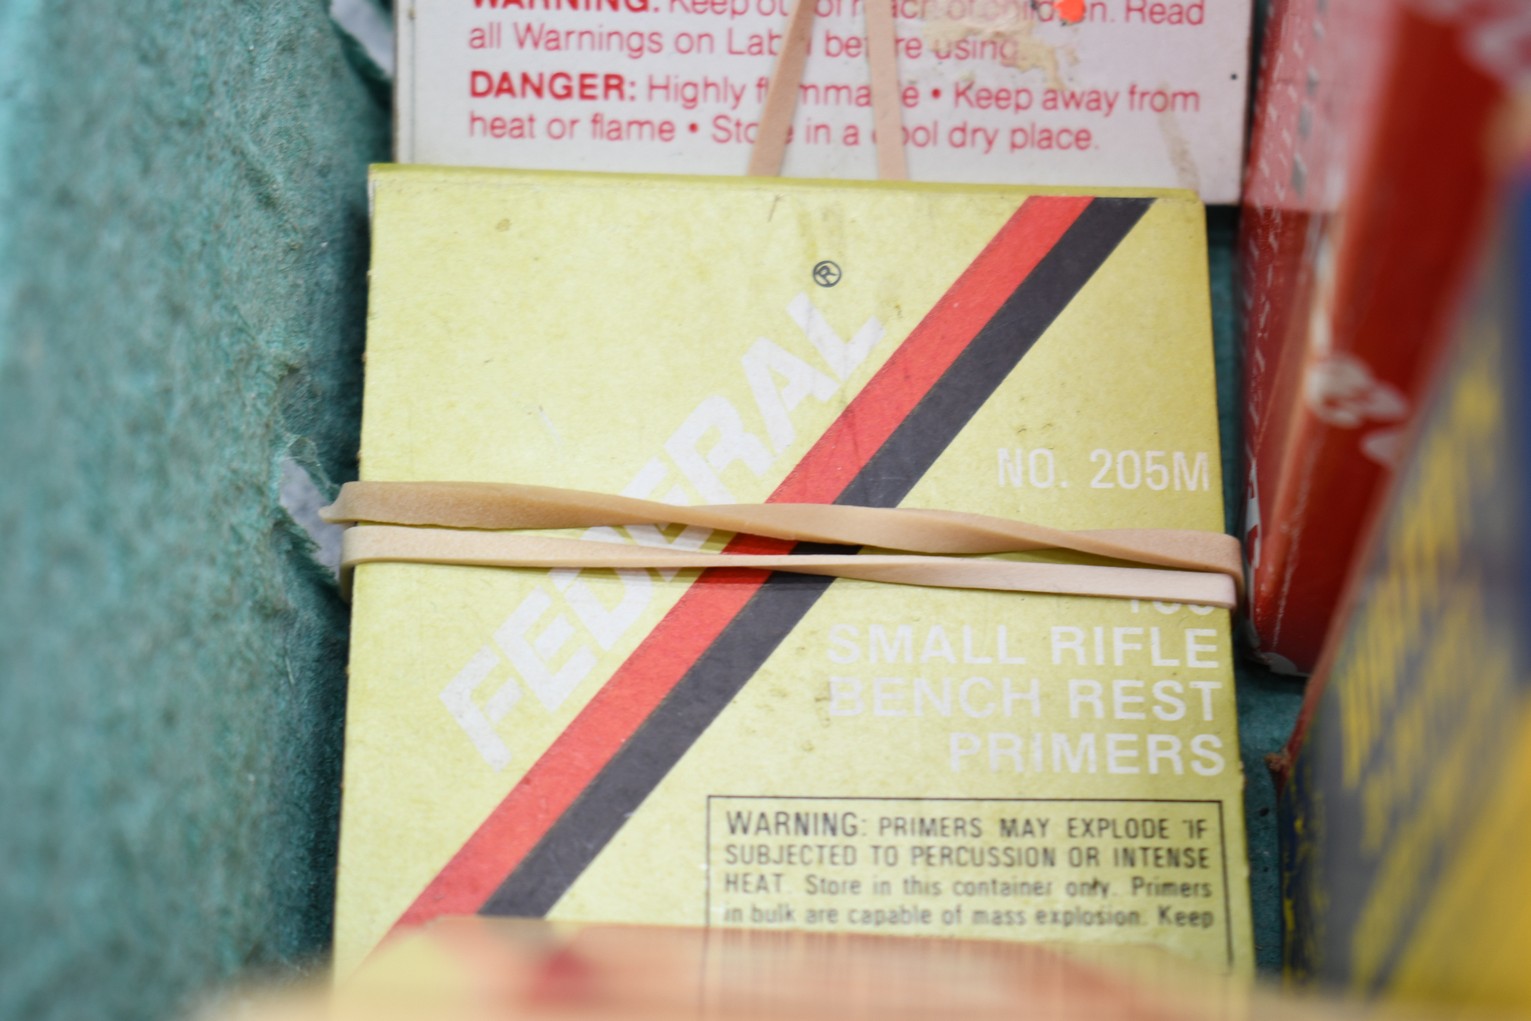 WARNING: Keep out of reach of children. Read
all Warnings on Label before using.
DANGER: Highly flammable • Keep away from
heat or flame • Store in a cool dry place.
FEDERAL®
NO. 205M
100
SMALL RIFLE
BENCH REST
PRIMERS
WARNING: PRIMERS MAY EXPLODE IF
SUBJECTED TO PERCUSSION OR INTENSE
HEAT. Store in this container only. Primers
in bulk are capable of mass explosion. Keep